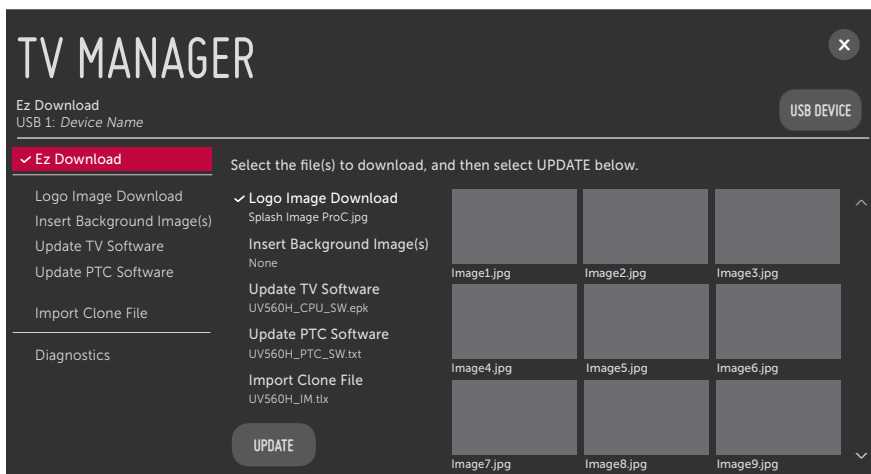 TV MANAGER
X
Ez Download
USB 1: Device Name
USB DEVICE
Ez Download
Logo Image Download
Insert Background Image(s)
Update TV Software
Update PTC Software
Import Clone File
Diagnostics
Select the file(s) to download, and then select UPDATE below.
Logo Image Download
Splash Image ProC.jpg
Insert Background Image(s)
None
Update TV Software
UV560H_CPU_SW.epk
Update PTC Software
UV560H_PTC_SW.txt
Import Clone File
UV560H_IM.tlx
UPDATE
Image1.jpg
Image2.jpg
Image3.jpg
Image4.jpg
Image5.jpg
Image6.jpg
Image7.jpg
Image8.jpg
Image9.jpg